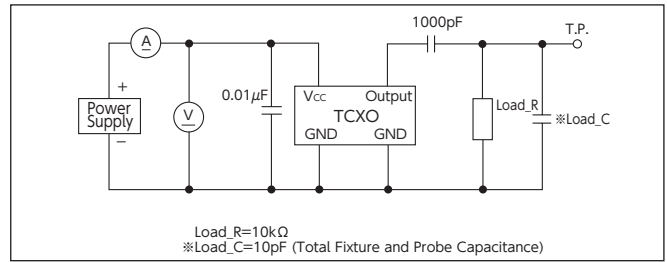 1000pF
T.P.
A
+
Power
Supply
−
V
0.01μF
Vcc Output
TCXO
GND GND
Load_R
※Load_C
Load_R=10kΩ
※Load_C=10pF (Total Fixture and Probe Capacitance)